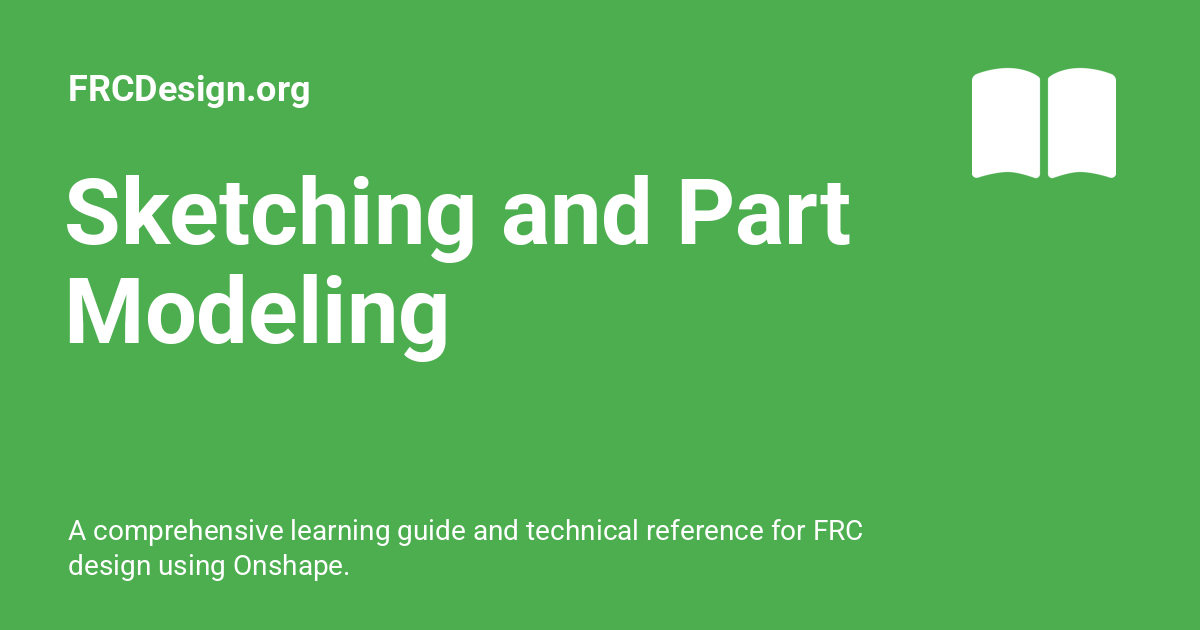 FRCDesign.org
Sketching and Part
Modeling
A comprehensive learning guide and technical reference for FRC
design using Onshape.